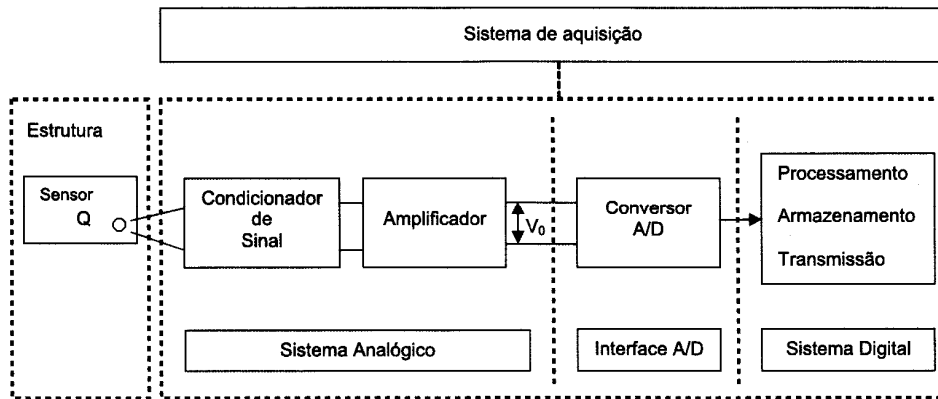 Sistema de aquisição
Estrutura
Sensor
Q
Condicionador
de
Sinal
Amplificador
V₀
Conversor
A/D
Processamento
Armazenamento
Transmissão
Sistema Analógico
Interface A/D
Sistema Digital